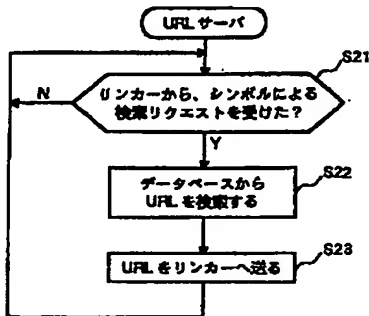 URLサーバ
S21
リンカーから、シンボルによる
検索リクエストを受けた？
N
Y
データベースから
URLを検索する
S22
URLをリンカーへ送る
S23